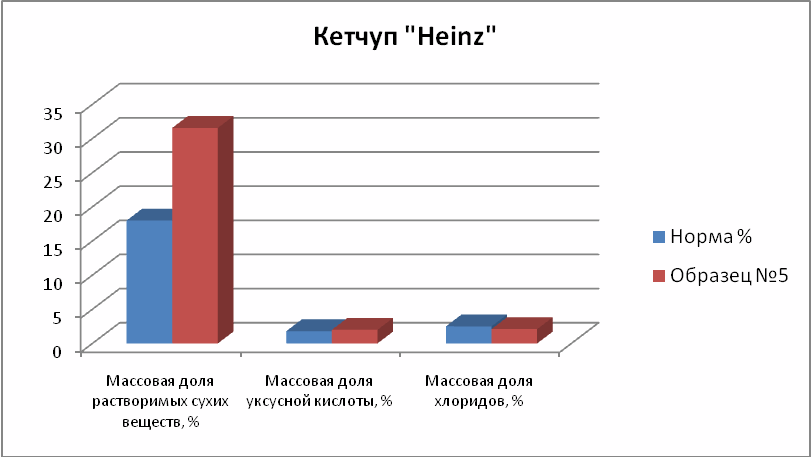 Кетчуп "Heinz"
35
30
25
20
15
10
5
0
Норма %
Образец №5
Массовая доля
растворимых сухих
веществ, %
Массовая доля
уксусной кислоты, %
Массовая доля
хлоридов, %